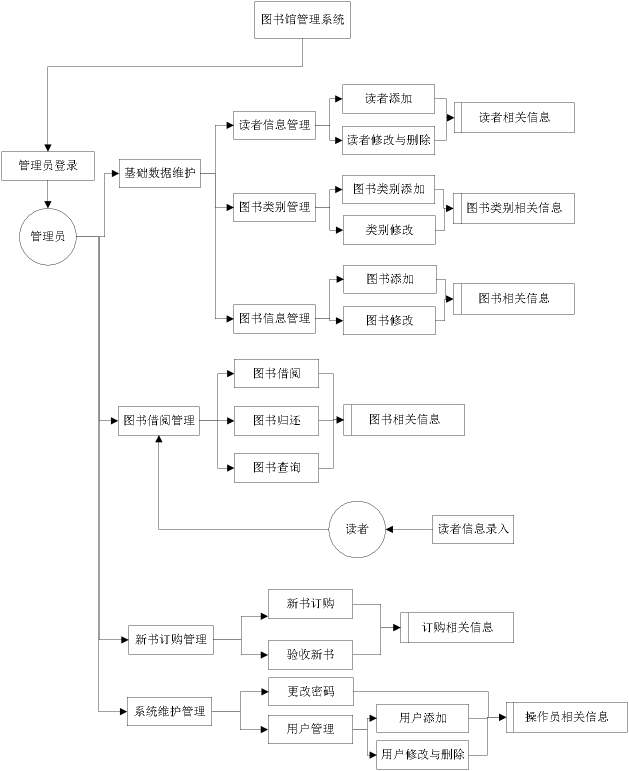 图书馆管理系统
读者添加
读者信息管理
读者相关信息
读者修改与删除
管理员登录
基础数据维护
图书类别添加
图书类别管理
图书类别相关信息
类别修改
管理员
图书添加
图书相关信息
图书信息管理
图书修改
图书借阅
图书借阅管理
图书归还
图书相关信息
图书查询
读者
读者信息录入
新书订购
订购相关信息
新书订购管理
验收新书
更改密码
系统维护管理
用户添加
操作员相关信息
用户管理
用户修改与删除